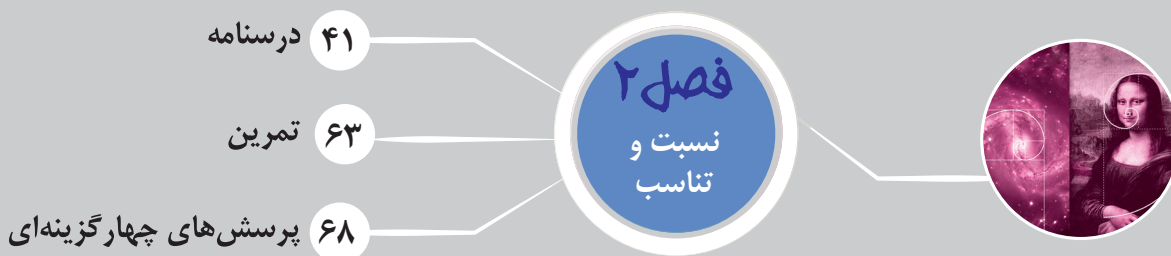 فصل ۲
نسبت و
تناسب
۴۱ درسنامه
۶۳ تمرین
۶۸ پرسش‌های چهارگزینه‌ای